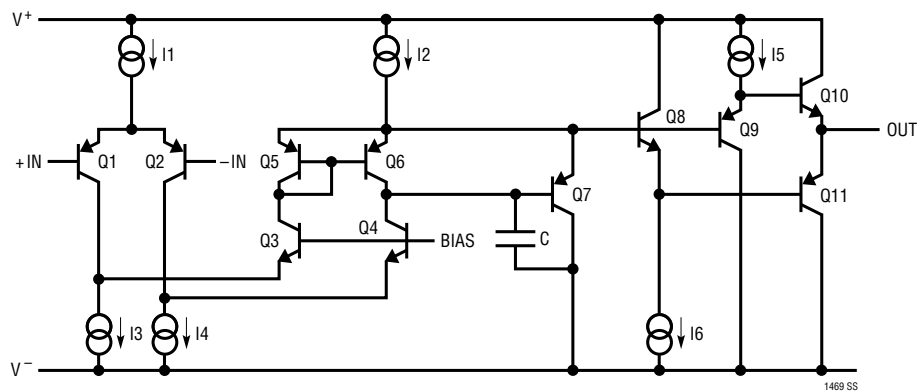 V+
I1
I2
I5
Q10
Q8
Q9
OUT
+IN
Q1
Q2
–IN
Q5
Q6
Q7
Q11
Q3
Q4
BIAS
C
I3
I4
I6
V–
1469 SS